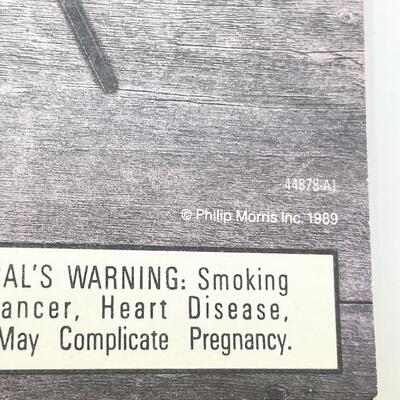 44878-A1
© Philip Morris Inc. 1989
AL'S WARNING: Smoking
ancer, Heart Disease,
May Complicate Pregnancy.